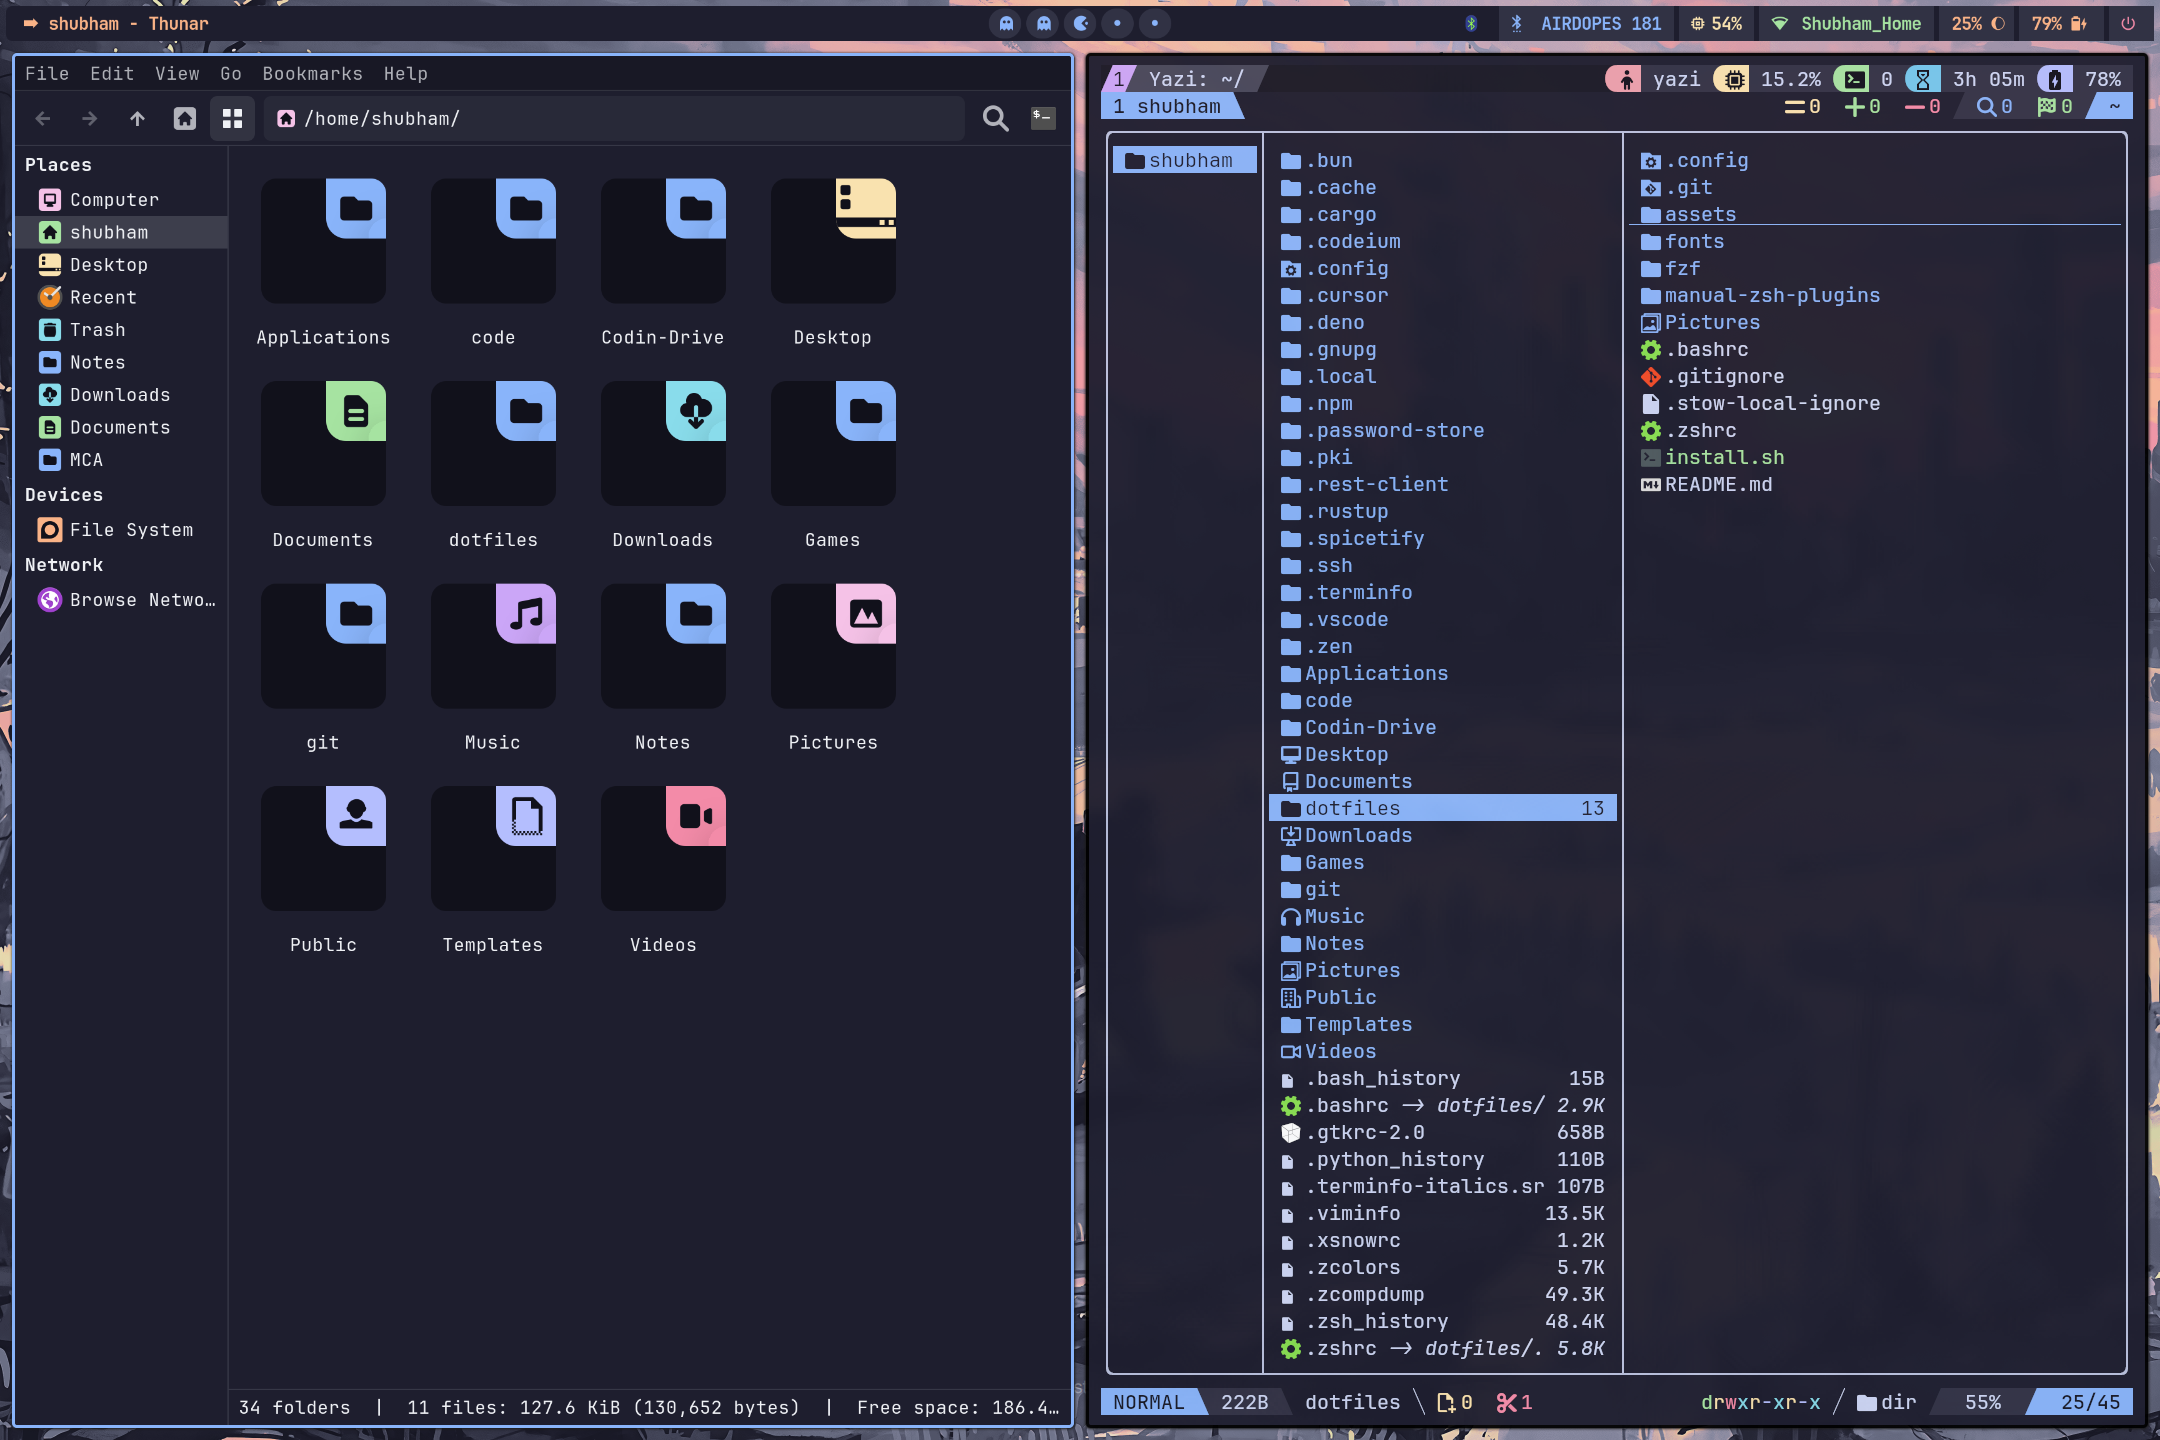 ➡ shubham - Thunar
AIRDOPES 181
54%
Shubham_Home
25%
79%
File Edit View Go Bookmarks Help
/home/shubham/
Places
Computer
shubham
Desktop
Recent
Trash
Notes
Downloads
Documents
MCA
Devices
File System
Network
Browse Netwo…
Applications
code
Codin-Drive
Desktop
Documents
dotfiles
Downloads
Games
git
Music
Notes
Pictures
Public
Templates
Videos
34 folders | 11 files: 127.6 KiB (130,652 bytes) | Free space: 186.4…
1 Yazi: ~/
yazi 15.2% 0 3h 05m 78%
1 shubham
0 0 0 0 0 ~
shubham
.bun
.cache
.cargo
.codeium
.config
.cursor
.deno
.gnupg
.local
.npm
.password-store
.pki
.rest-client
.rustup
.spicetify
.ssh
.terminfo
.vscode
.zen
Applications
code
Codin-Drive
Desktop
Documents
dotfiles 13
Downloads
Games
git
Music
Notes
Pictures
Public
Templates
Videos
.bash_history 15B
.bashrc -> dotfiles/ 2.9K
.gtkrc-2.0 658B
.python_history 110B
.terminfo-italics.sr 107B
.viminfo 13.5K
.xsnowrc 1.2K
.zcolors 5.7K
.zcompdump 49.3K
.zsh_history 48.4K
.zshrc -> dotfiles/. 5.8K
.config
.git
assets
fonts
fzf
manual-zsh-plugins
Pictures
.bashrc
.gitignore
.stow-local-ignore
.zshrc
install.sh
README.md
NORMAL 222B dotfiles 0 1
drwxr-xr-x dir 55% 25/45